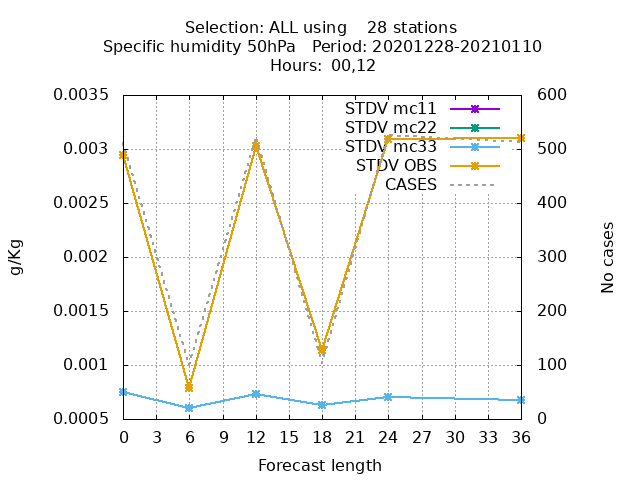 Selection: ALL using    28 stations
Specific humidity 50hPa   Period: 20201228-20210110
Hours: 00,12
0.0035
0.003
0.0025
0.002
0.0015
0.001
0.0005
g/Kg
STDV mc11
STDV mc22
STDV mc33
STDV OBS
CASES
600
500
400
300
200
100
0
No cases
0 3 6 9 12 15 18 21 24 27 30 33 36
Forecast length